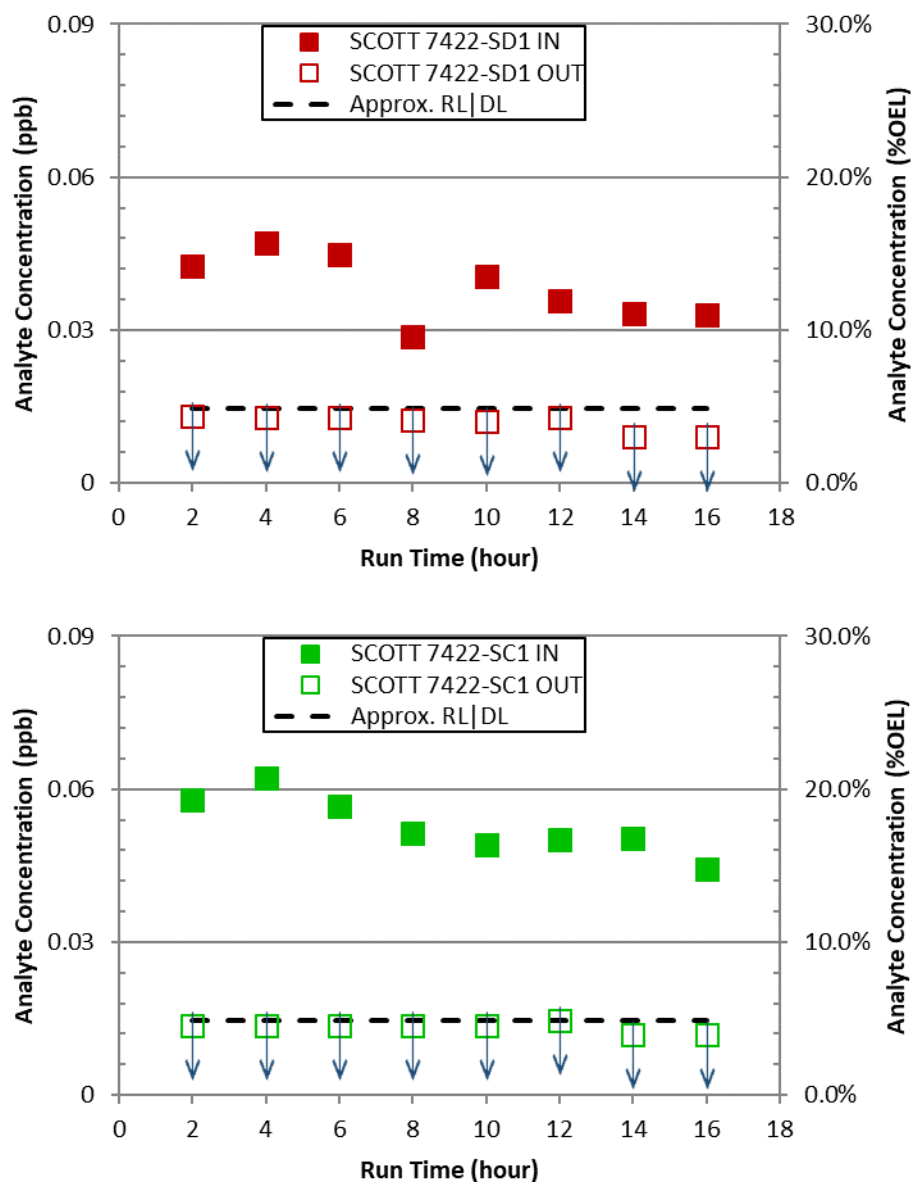 SCOTT 7422-SD1 IN
SCOTT 7422-SD1 OUT
Approx. RL|DL
Analyte Concentration (ppb)
0.09
0.06
0.03
0
Analyte Concentration (%OEL)
30.0%
20.0%
10.0%
0.0%
0 2 4 6 8 10 12 14 16 18
Run Time (hour)
SCOTT 7422-SC1 IN
SCOTT 7422-SC1 OUT
Approx. RL|DL
Analyte Concentration (ppb)
0.09
0.06
0.03
0
Analyte Concentration (%OEL)
30.0%
20.0%
10.0%
0.0%
0 2 4 6 8 10 12 14 16 18
Run Time (hour)